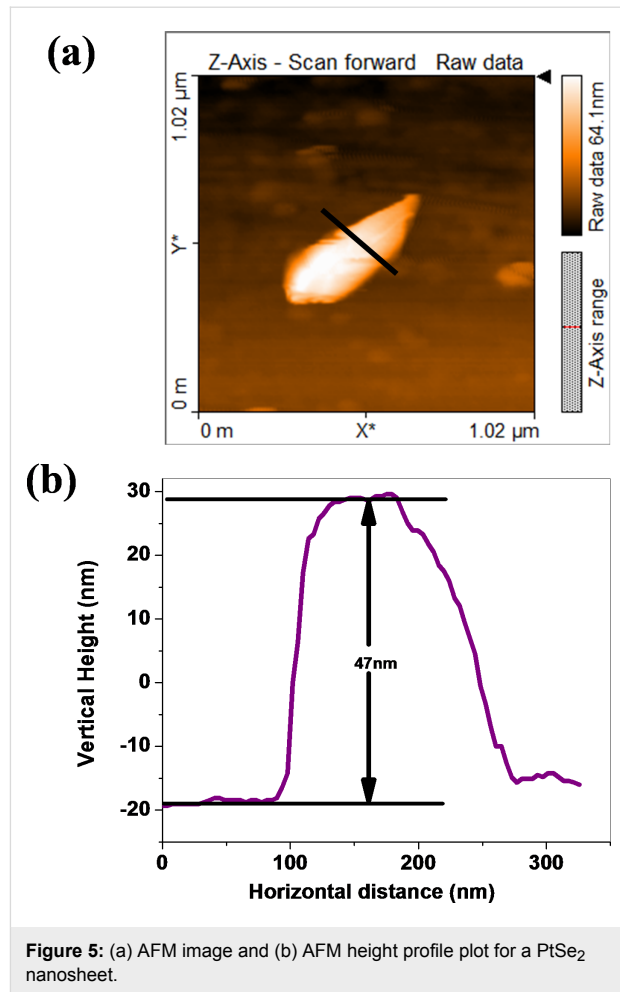 (a)
Z-Axis - Scan forward Raw data
1.02 µm
Y*
0 m
0 m X* 1.02 µm
Raw data 64.1nm
Z-Axis range
(b)
Vertical Height (nm)
30
20
10
0
-10
-20
47nm
0 100 200 300
Horizontal distance (nm)
Figure 5: (a) AFM image and (b) AFM height profile plot for a PtSe₂
nanosheet.